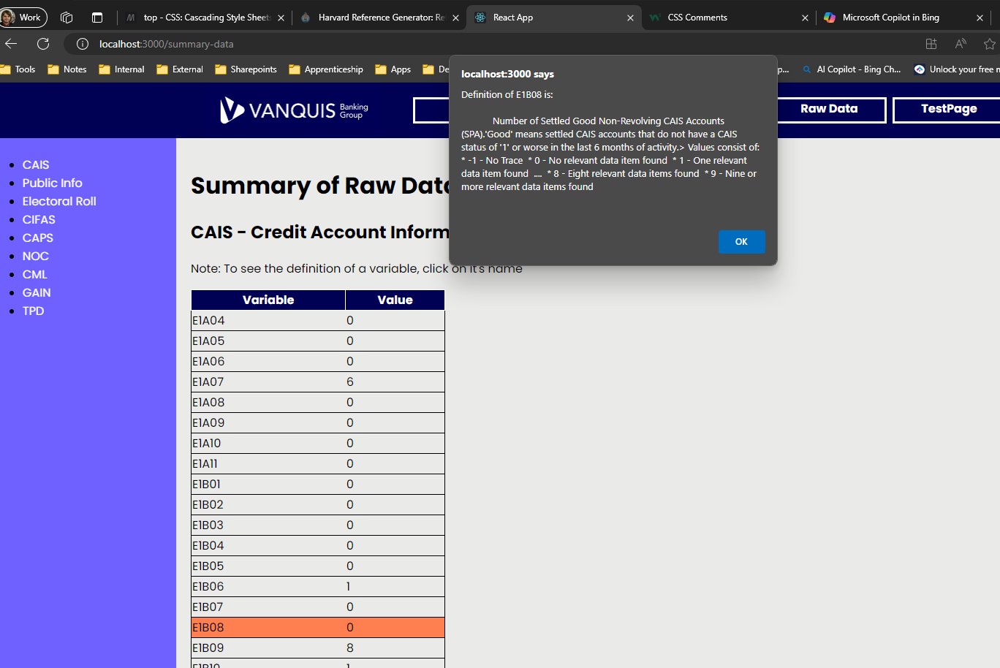 Work
top - CSS: Cascading Style Sheets
Harvard Reference Generator: Re
React App
CSS Comments
Microsoft Copilot in Bing
localhost:3000/summary-data
Tools
Notes
Internal
External
Sharepoints
Apprenticeship
Apps
De
p...
AI Copilot - Bing Ch...
Unlock your free m
localhost:3000 says
Definition of E1B08 is:
Number of Settled Good Non-Revolving CAIS Accounts
(SPA).'Good' means settled CAIS accounts that do not have a CAIS
status of '1' or worse in the last 6 months of activity.> Values consist of:
* -1 - No Trace * 0 - No relevant data item found * 1 - One relevant
data item found .... * 8 - Eight relevant data items found * 9 - Nine or
more relevant data items found
OK
VANQUIS Banking
Group
Raw Data
TestPage
CAIS
Public Info
Electoral Roll
CIFAS
CAPS
NOC
CML
GAIN
TPD
Summary of Raw Data
CAIS - Credit Account Inform
Note: To see the definition of a variable, click on it's name
Variable Value
E1A04 0
E1A05 0
E1A06 0
E1A07 6
E1A08 0
E1A09 0
E1A10 0
E1A11 0
E1B01 0
E1B02 0
E1B03 0
E1B04 0
E1B05 0
E1B06 1
E1B07 0
E1B08 0
E1B09 8
E1B10 1